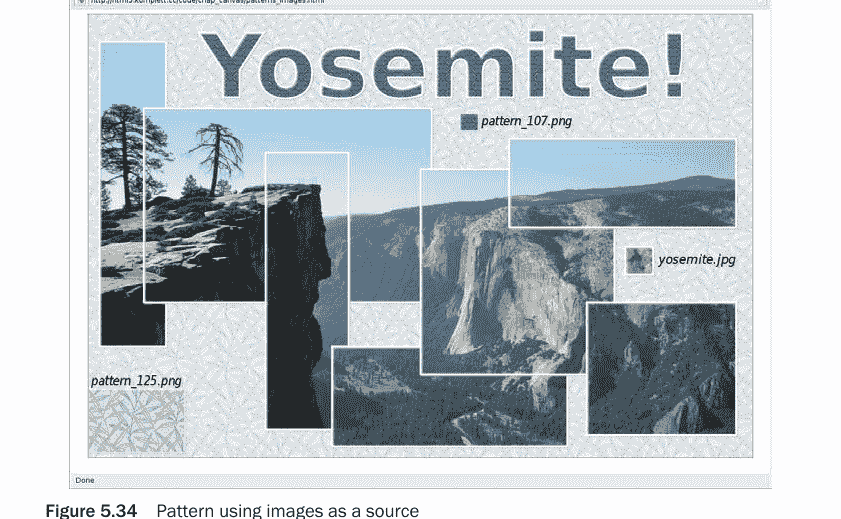 Yosemite!
pattern_107.png
yosemite.jpg
pattern_125.png
Done
Figure 5.34 Pattern using images as a source